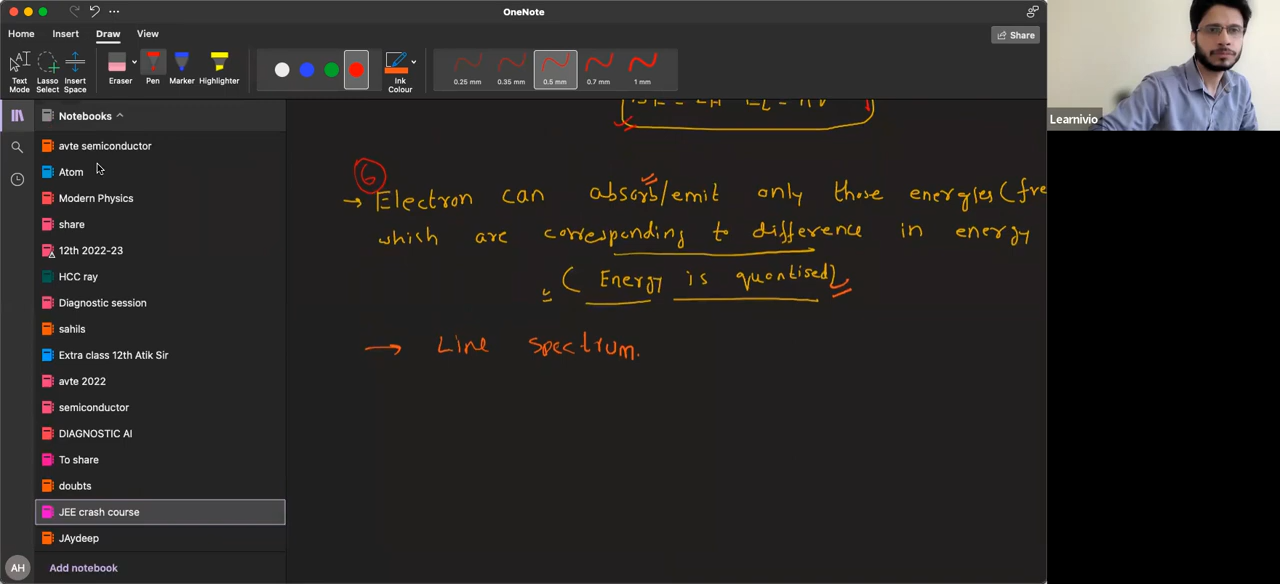 OneNote
Home Insert Draw View
Share
Text Mode
Lasso Select
Insert Space
Eraser
Pen
Marker
Highlighter
Ink Colour
0.25 mm
0.35 mm
0.5 mm
0.7 mm
1 mm
Learnivio
Notebooks
avte semiconductor
Atom
Modern Physics
share
12th 2022-23
HCC ray
Diagnostic session
sahils
Extra class 12th Atik Sir
avte 2022
semiconductor
DIAGNOSTIC AI
To share
doubts
JEE crash course
JAydeep
AH
Add notebook
6
→ Electron can absorb/emit only those energies (fre
which are corresponding to difference in energy
( Energy is quantised)
→ Line spectrum.